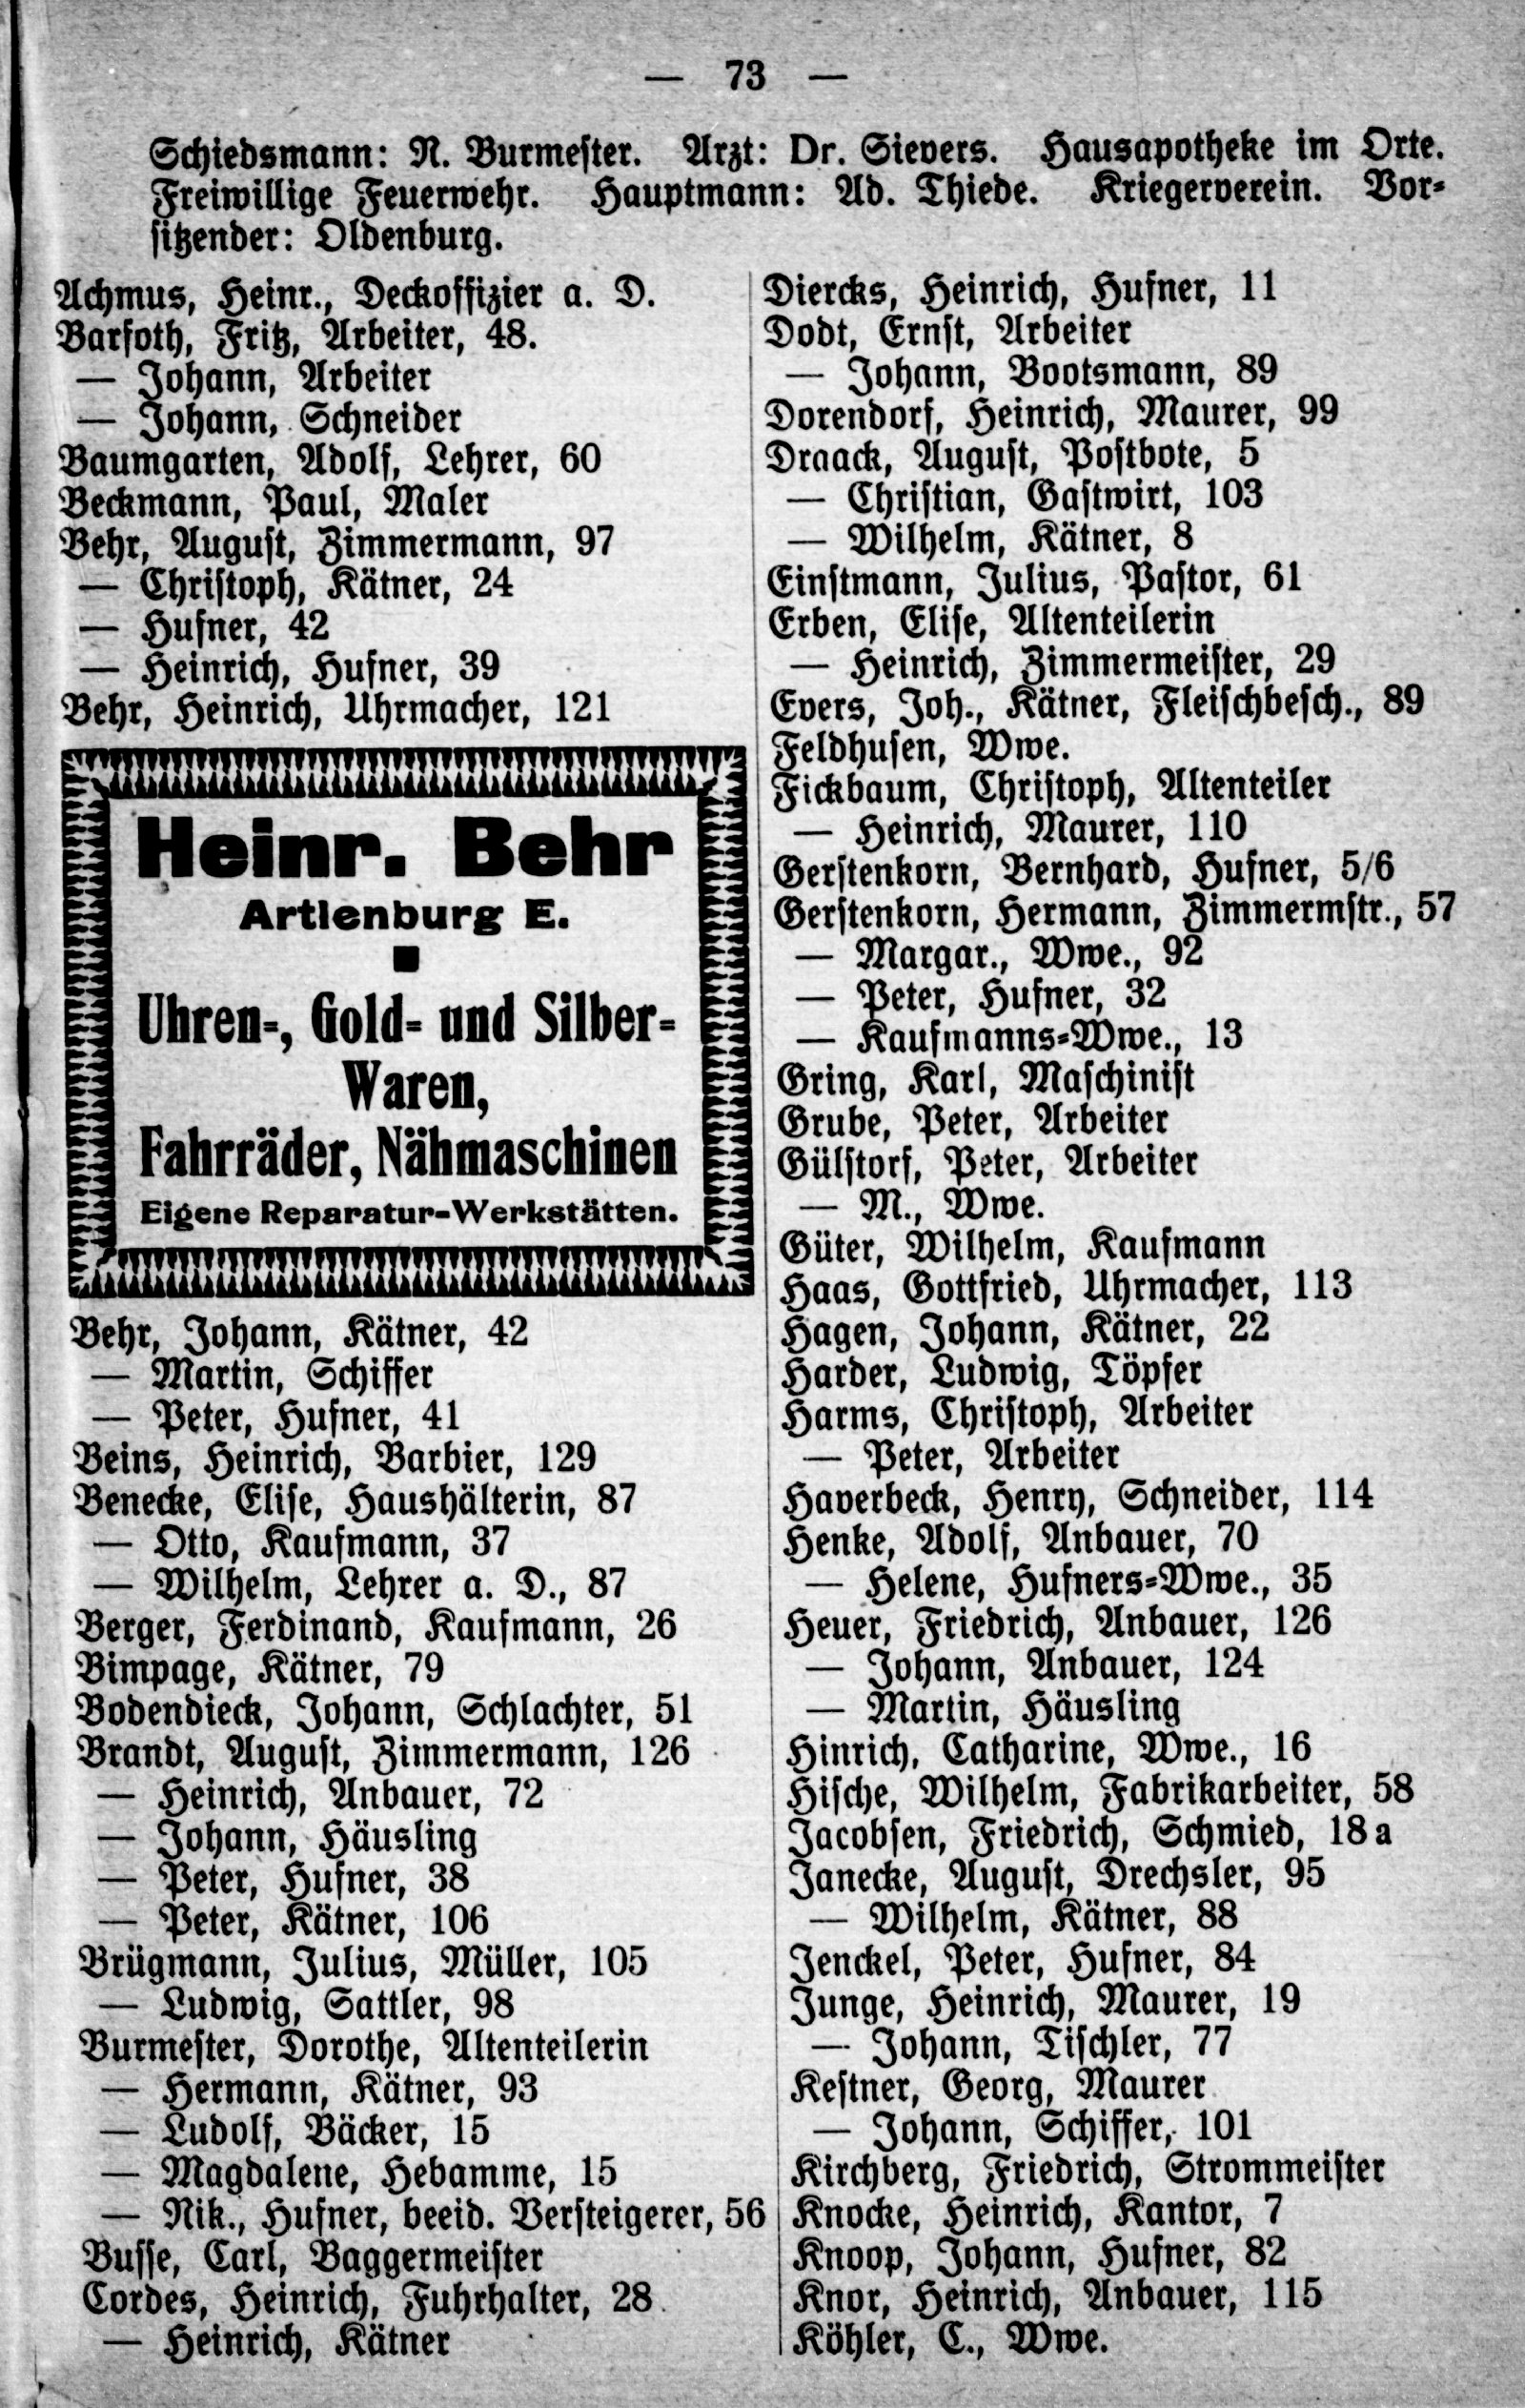 — 73 —
Schiedsmann: N. Burmester. Arzt: Dr. Sievers. Hausapotheke im Orte.
Freiwillige Feuerwehr. Hauptmann: Ad. Thiede. Kriegerverein. Vor-
sitzender: Oldenburg.
Achmus, Heinr., Deckoffizier a. D.
Barfoth, Fritz, Arbeiter, 48.
— Johann, Arbeiter
— Johann, Schneider
Baumgarten, Adolf, Lehrer, 60
Beckmann, Paul, Maler
Behr, August, Zimmermann, 97
— Christoph, Kätner, 24
— Hufner, 42
— Heinrich, Hufner, 39
Behr, Heinrich, Uhrmacher, 121
Heinr. Behr
Artlenburg E.
Uhren-, Gold- und Silber-
Waren,
Fahrräder, Nähmaschinen
Eigene Reparatur-Werkstätten.
Behr, Johann, Kätner, 42
— Martin, Schiffer
— Peter, Hufner, 41
Beins, Heinrich, Barbier, 129
Benecke, Elise, Haushälterin, 87
— Otto, Kaufmann, 37
— Wilhelm, Lehrer a. D., 87
Berger, Ferdinand, Kaufmann, 26
Bimpage, Kätner, 79
Bodendieck, Johann, Schlachter, 51
Brandt, August, Zimmermann, 126
— Heinrich, Anbauer, 72
— Johann, Häusling
— Peter, Hufner, 38
— Peter, Kätner, 106
Brügmann, Julius, Müller, 105
— Ludwig, Sattler, 98
Burmester, Dorothe, Altenteilerin
— Hermann, Kätner, 93
— Ludolf, Bäcker, 15
— Magdalene, Hebamme, 15
— Nik., Hufner, beeid. Versteigerer, 56
Busse, Carl, Baggermeister
Cordes, Heinrich, Fuhrhalter, 28
— Heinrich, Kätner
Diercks, Heinrich, Hufner, 11
Dodt, Ernst, Arbeiter
— Johann, Bootsmann, 89
Dorendorf, Heinrich, Maurer, 99
Draack, August, Postbote, 5
— Christian, Gastwirt, 103
— Wilhelm, Kätner, 8
Einstmann, Julius, Pastor, 61
Erben, Elise, Altenteilerin
— Heinrich, Zimmermeister, 29
Evers, Joh., Kätner, Fleischbesch., 89
Feldhusen, Wwe.
Fickbaum, Christoph, Altenteiler
— Heinrich, Maurer, 110
Gerstenkorn, Bernhard, Hufner, 5/6
Gerstenkorn, Hermann, Zimmermstr., 57
— Margar., Wwe., 92
— Peter, Hufner, 32
— Kaufmanns-Wwe., 13
Gring, Karl, Maschinist
Grube, Peter, Arbeiter
Gülstorf, Peter, Arbeiter
— M., Wwe.
Güter, Wilhelm, Kaufmann
Haas, Gottfried, Uhrmacher, 113
Hagen, Johann, Kätner, 22
Harder, Ludwig, Töpfer
Harms, Christoph, Arbeiter
— Peter, Arbeiter
Haverbeck, Henry, Schneider, 114
Henke, Adolf, Anbauer, 70
— Helene, Hufners-Wwe., 35
Heuer, Friedrich, Anbauer, 126
— Johann, Anbauer, 124
— Martin, Häusling
Hinrich, Catharine, Wwe., 16
Hische, Wilhelm, Fabrikarbeiter, 58
Jacobsen, Friedrich, Schmied, 18 a
Janecke, August, Drechsler, 95
— Wilhelm, Kätner, 88
Jenckel, Peter, Hufner, 84
Junge, Heinrich, Maurer, 19
— Johann, Tischler, 77
Kestner, Georg, Maurer
— Johann, Schiffer, 101
Kirchberg, Friedrich, Strommeister
Knocke, Heinrich, Kantor, 7
Knoop, Johann, Hufner, 82
Knor, Heinrich, Anbauer, 115
Köhler, C., Wwe.